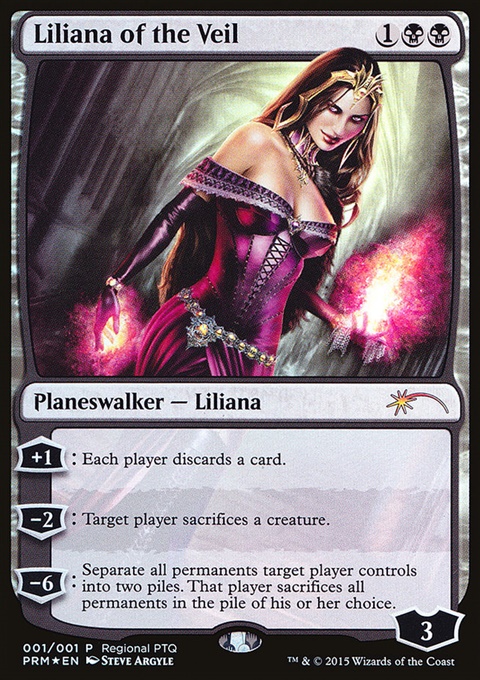 Liliana of the Veil 1
Planeswalker — Liliana
+1 : Each player discards a card.
-2 : Target player sacrifices a creature.
-6 : Separate all permanents target player controls
into two piles. That player sacrifices all
permanents in the pile of his or her choice.
3
001/001 P Regional PTQ
PRM★EN Steve Argyle ™ & © 2015 Wizards of the Coast